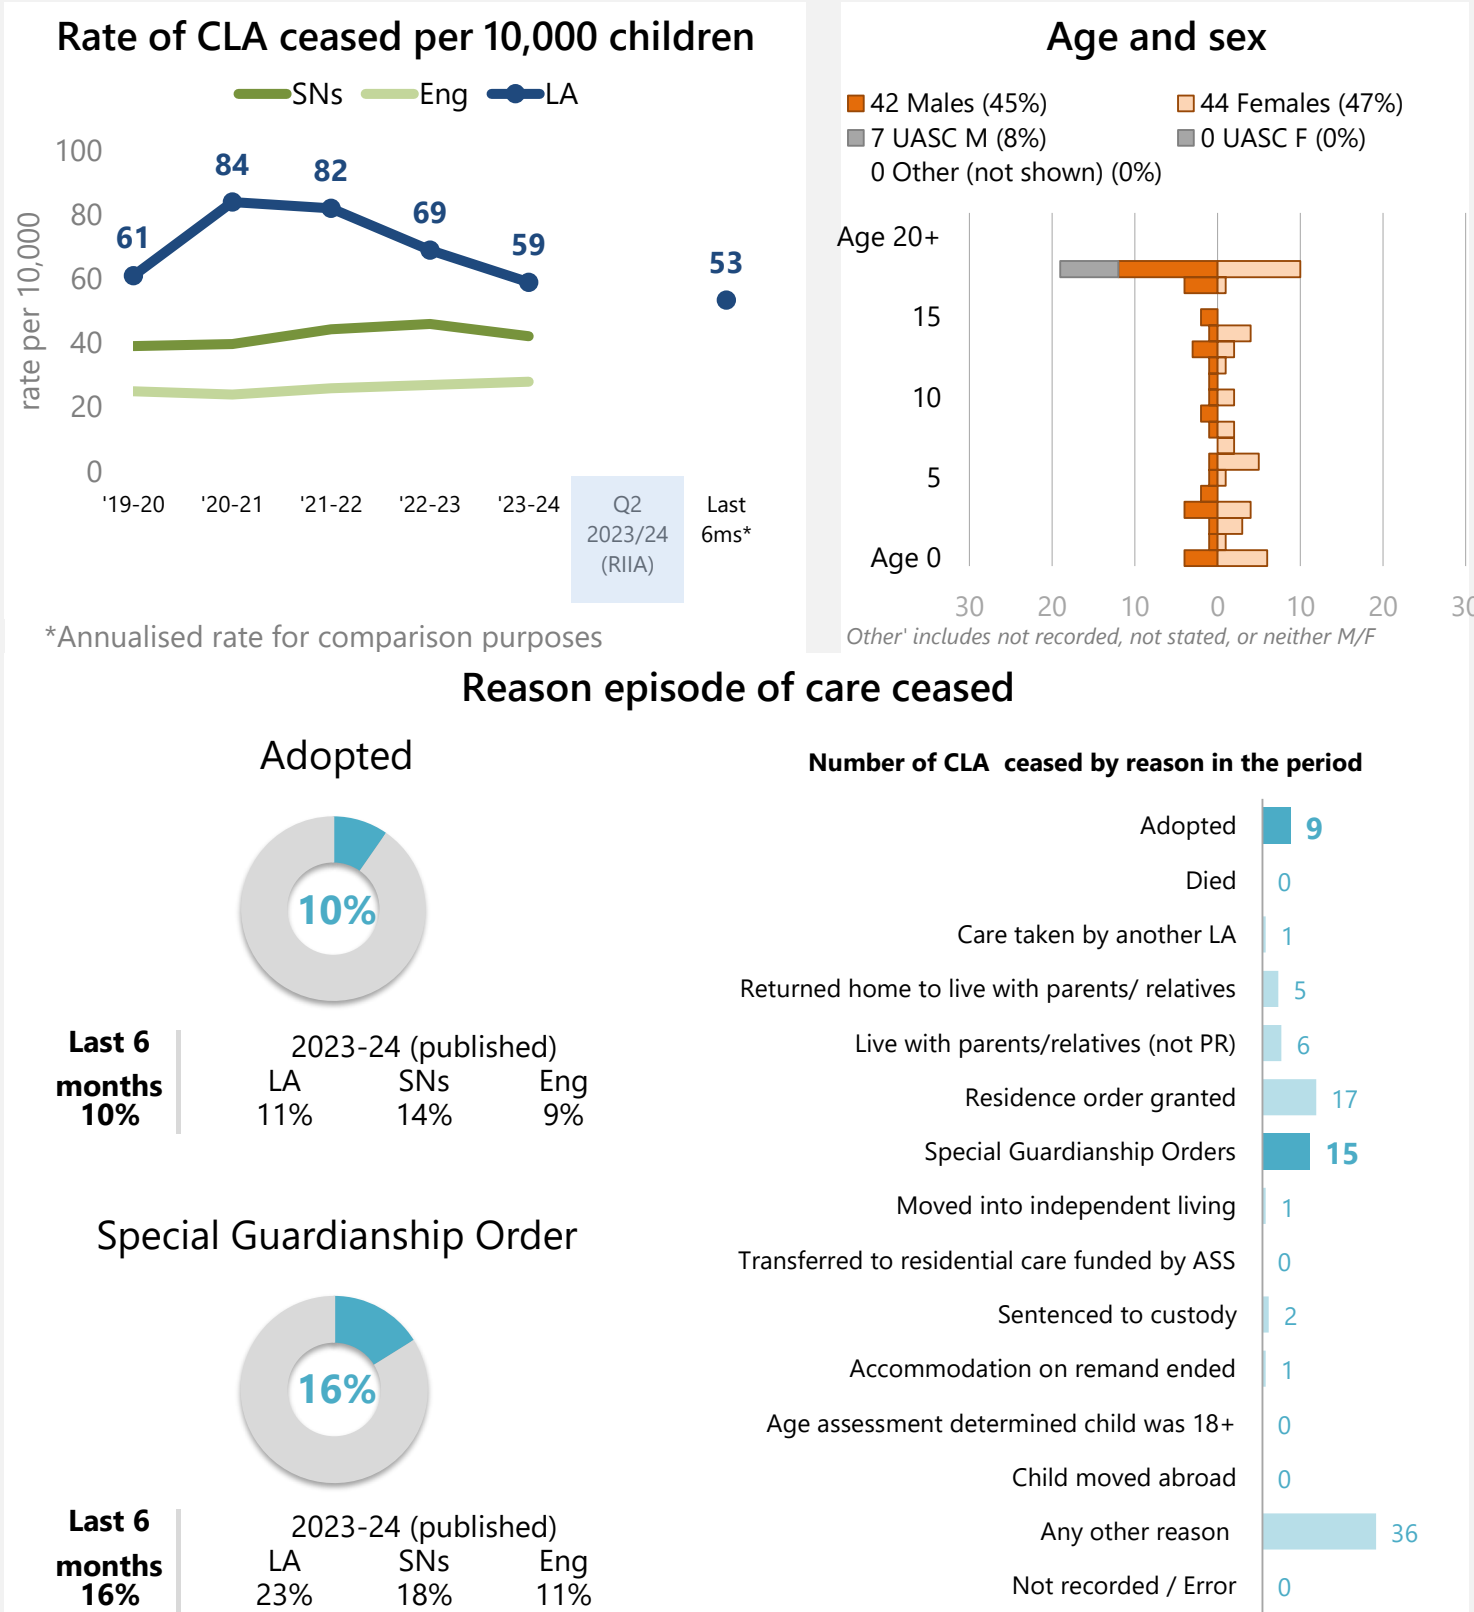 Rate of CLA ceased per 10,000 children
SNs Eng LA
rate per 10,000
100
80
60
40
20
0
61
84
82
69
59
53
'19-20 '20-21 '21-22 '22-23 '23-24 Q2 Last
2023/24 6ms*
(RIIA)
*Annualised rate for comparison purposes
Age and sex
42 Males (45%) 44 Females (47%)
7 UASC M (8%) 0 UASC F (0%)
0 Other (not shown) (0%)
Age 20+
15
10
5
Age 0
30 20 10 0 10 20 30
Other' includes not recorded, not stated, or neither M/F
Reason episode of care ceased
Adopted
10%
Last 6 2023-24 (published)
months LA SNs Eng
10% 11% 14% 9%
Special Guardianship Order
16%
Last 6 2023-24 (published)
months LA SNs Eng
16% 23% 18% 11%
Number of CLA ceased by reason in the period
Adopted 9
Died 0
Care taken by another LA 1
Returned home to live with parents/ relatives 5
Live with parents/relatives (not PR) 6
Residence order granted 17
Special Guardianship Orders 15
Moved into independent living 1
Transferred to residential care funded by ASS 0
Sentenced to custody 2
Accommodation on remand ended 1
Age assessment determined child was 18+ 0
Child moved abroad 0
Any other reason 36
Not recorded / Error 0